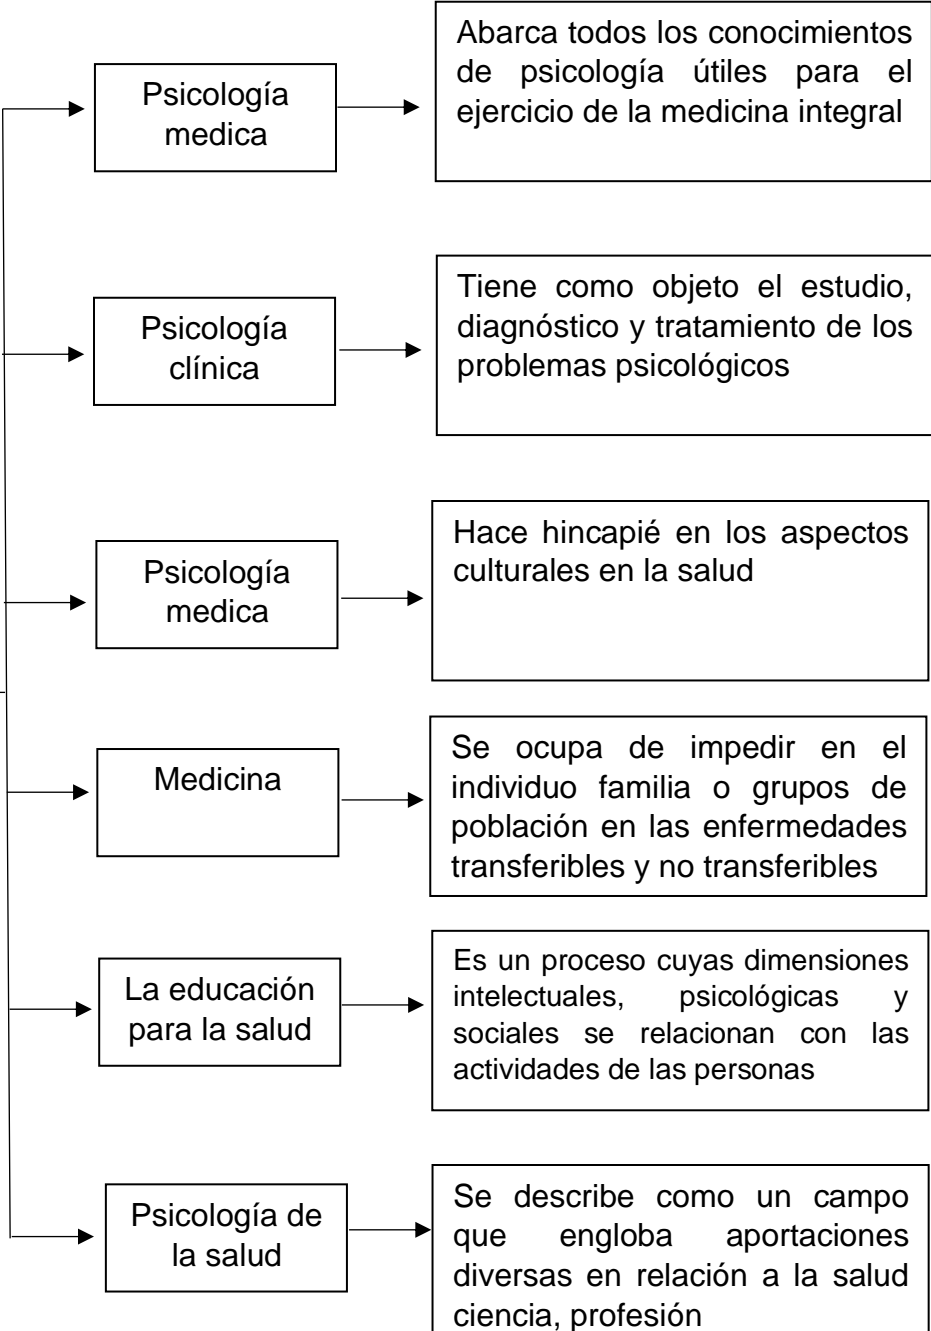 Psicología
medica
Abarca todos los conocimientos
de psicología útiles para el
ejercicio de la medicina integral
Psicología
clínica
Tiene como objeto el estudio,
diagnóstico y tratamiento de los
problemas psicológicos
Psicología
medica
Hace hincapié en los aspectos
culturales en la salud
Medicina
Se ocupa de impedir en el
individuo familia o grupos de
población en las enfermedades
transferibles y no transferibles
La educación
para la salud
Es un proceso cuyas dimensiones
intelectuales, psicológicas y
sociales se relacionan con las
actividades de las personas
Psicología de
la salud
Se describe como un campo
que engloba aportaciones
diversas en relación a la salud
ciencia, profesión